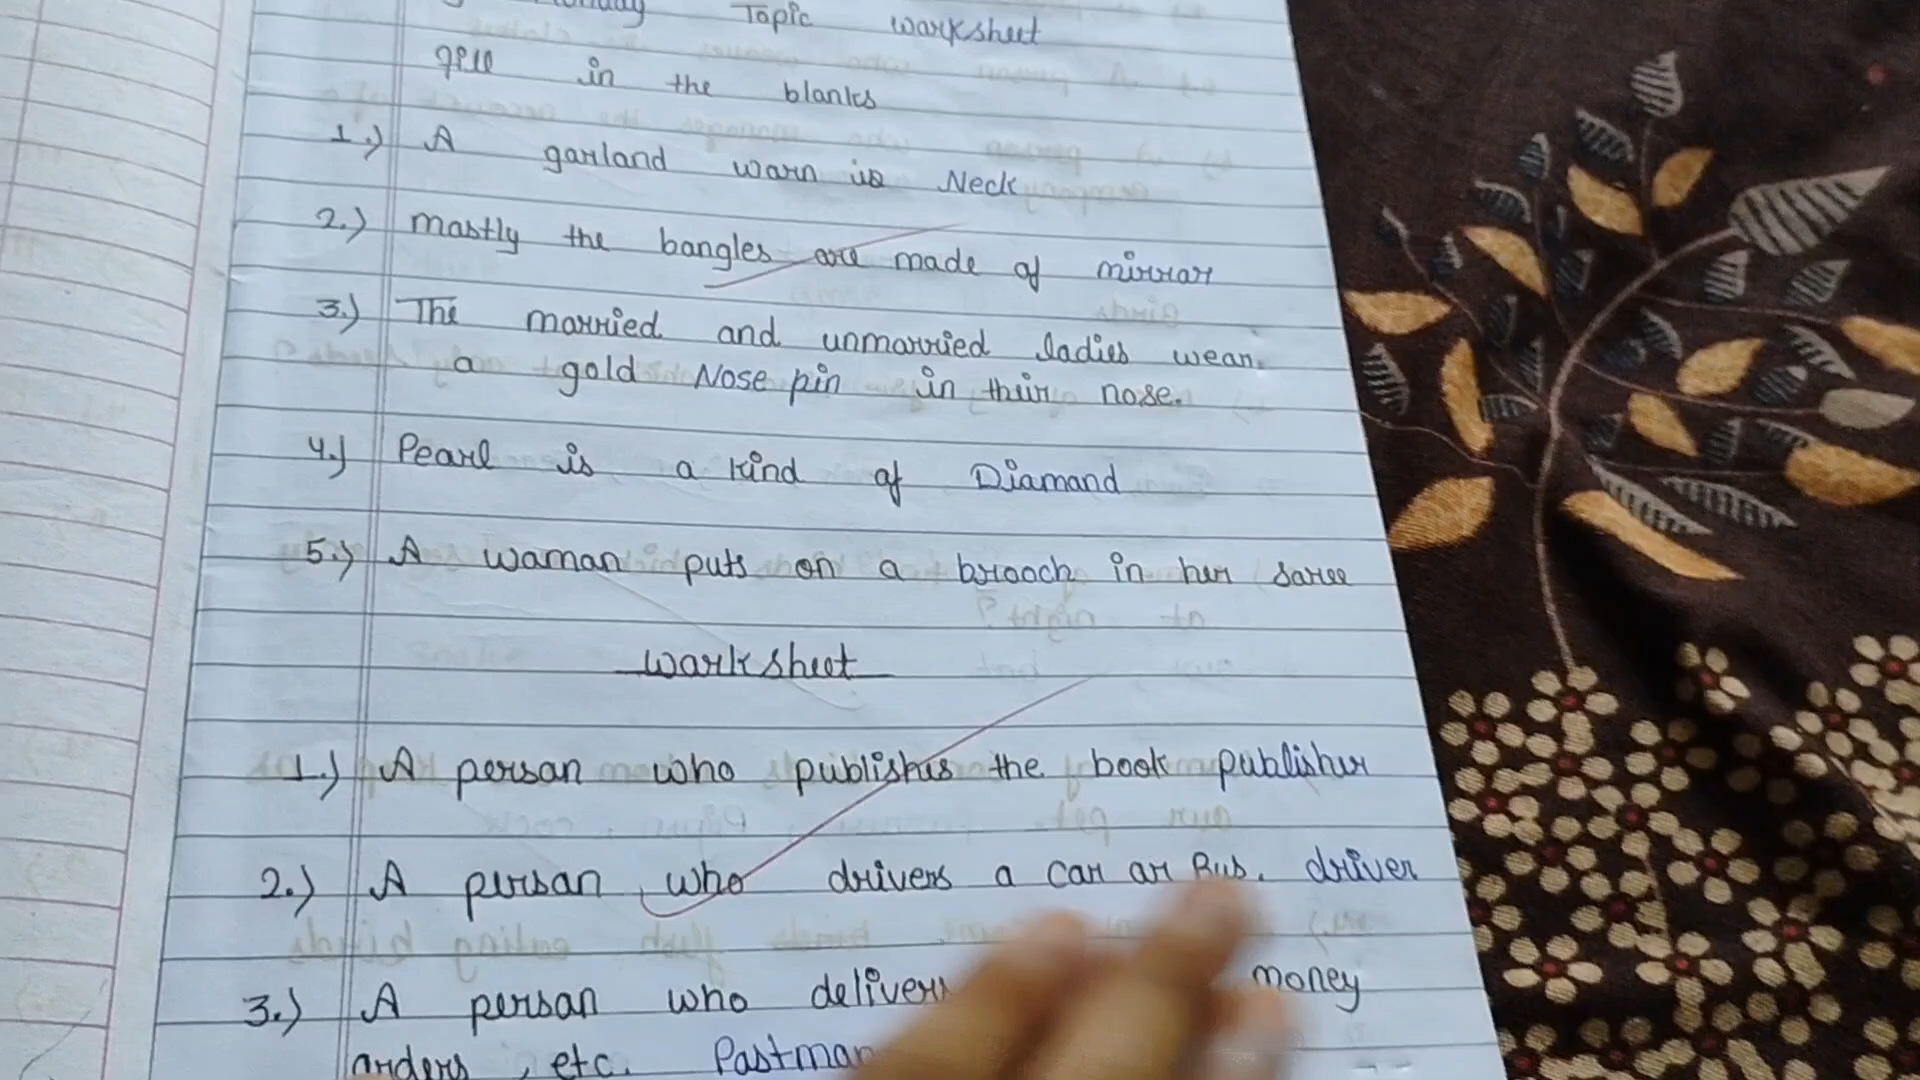 Topic worksheet
fill in the blanks
1.) A garland warn is Neck
2.) mostly the bangles are made of mirror
3.) The married and unmarried ladies wear
a gold Nose pin in their nose.
4.) Pearl is a kind of Diamond
5.) A woman puts on a brooch in her saree
worksheet
1.) A person who publishes the book publisher
2.) A person who drivers a car or Bus. driver
3.) A person who delivers money
orders, etc. Postman